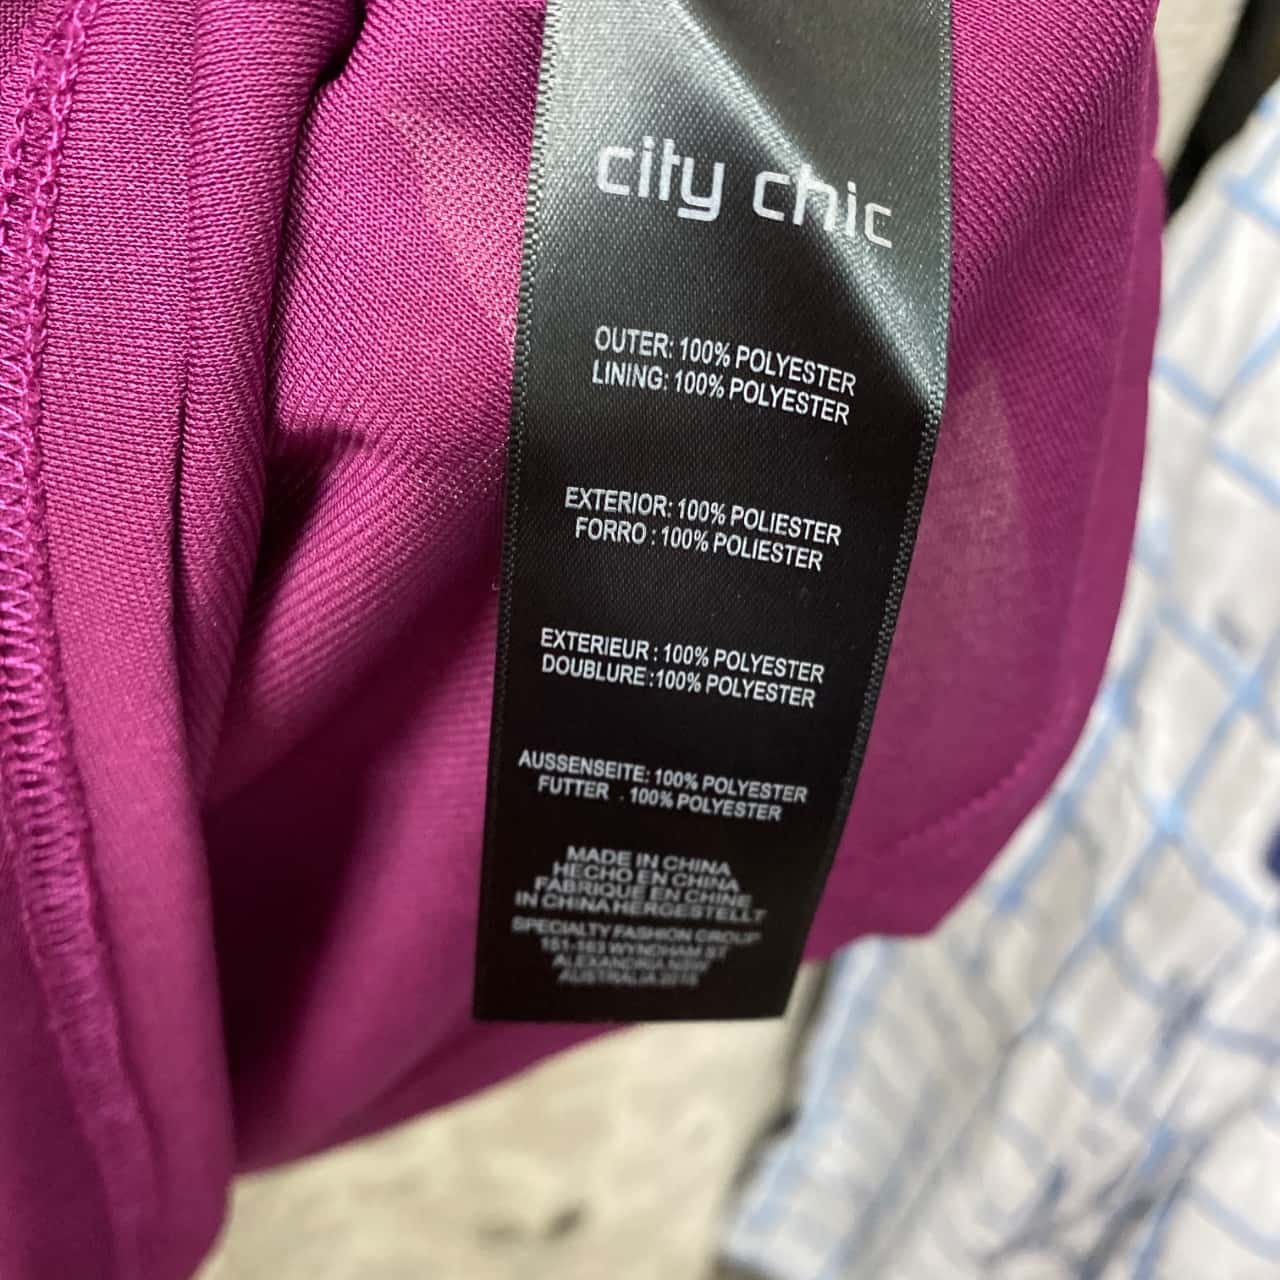 city chic
OUTER: 100% POLYESTER
LINING: 100% POLYESTER
EXTERIOR: 100% POLIESTER
FORRO : 100% POLIESTER
EXTERIEUR : 100% POLYESTER
DOUBLURE :100% POLYESTER
AUSSENSEITE: 100% POLYESTER
FUTTER . 100% POLYESTER
MADE IN CHINA
HECHO EN CHINA
FABRIQUE EN CHINE
IN CHINA HERGESTELLT
SPECIALTY FASHION GROUP
151-163 WYNDHAM ST
ALEXANDRIA NSW
AUSTRALIA 2015